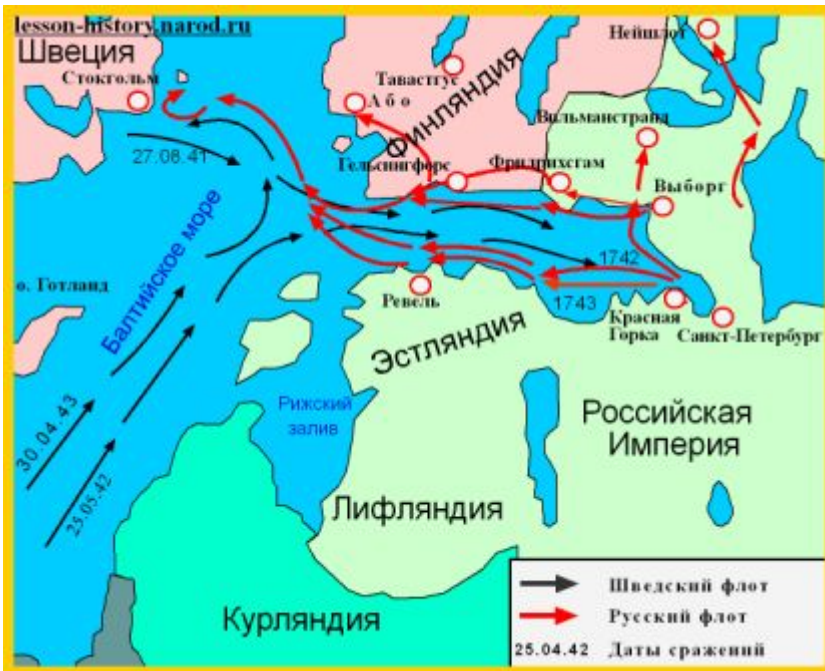 lesson-history.narod.ru
Швеция
Стокгольм
Нейшлот
Тавастгус
Або
Финляндия
Вильманстранд
27.08.41
Гельсингфорс
Фридрихсгам
Выборг
Балтийское море
о. Готланд
1742
1743
Ревель
Красная
Горка
Санкт-Петербург
Эстляндия
Рижский
залив
Российская
Империя
30.04.43
25.05.42
Лифляндия
Курляндия
Шведский флот
Русский флот
25.04.42 Даты сражений